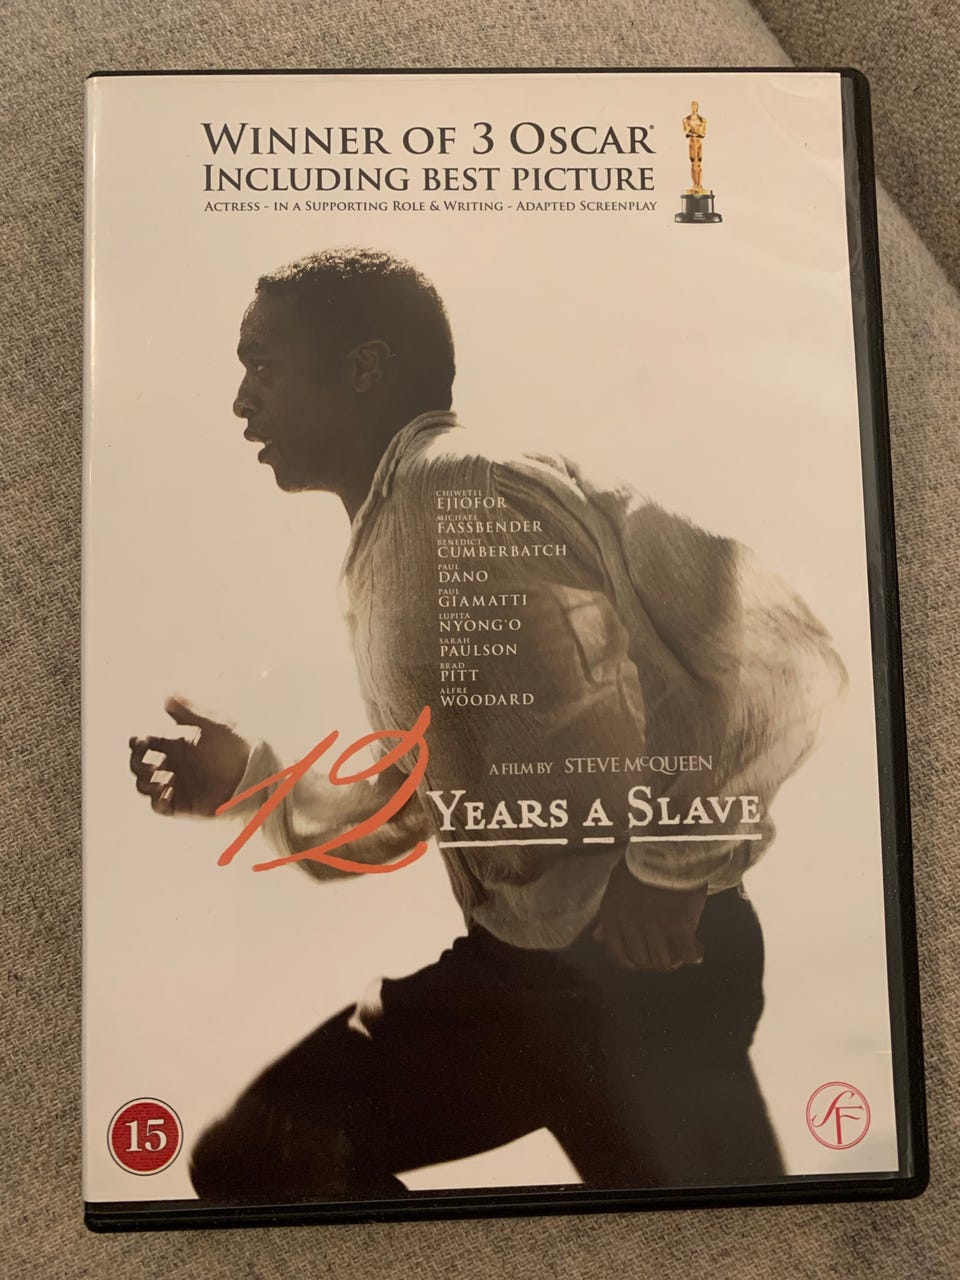 WINNER OF 3 OSCAR®
INCLUDING BEST PICTURE
ACTRESS - IN A SUPPORTING ROLE & WRITING - ADAPTED SCREENPLAY
CHIWETEL
EJIOFOR
MICHAEL
FASSBENDER
BENEDICT
CUMBERBATCH
PAUL
DANO
PAUL
GIAMATTI
LUPITA
NYONG'O
SARAH
PAULSON
BRAD
PITT
ALFRE
WOODARD
A FILM BY STEVE McQUEEN
12 YEARS A SLAVE
15
SF